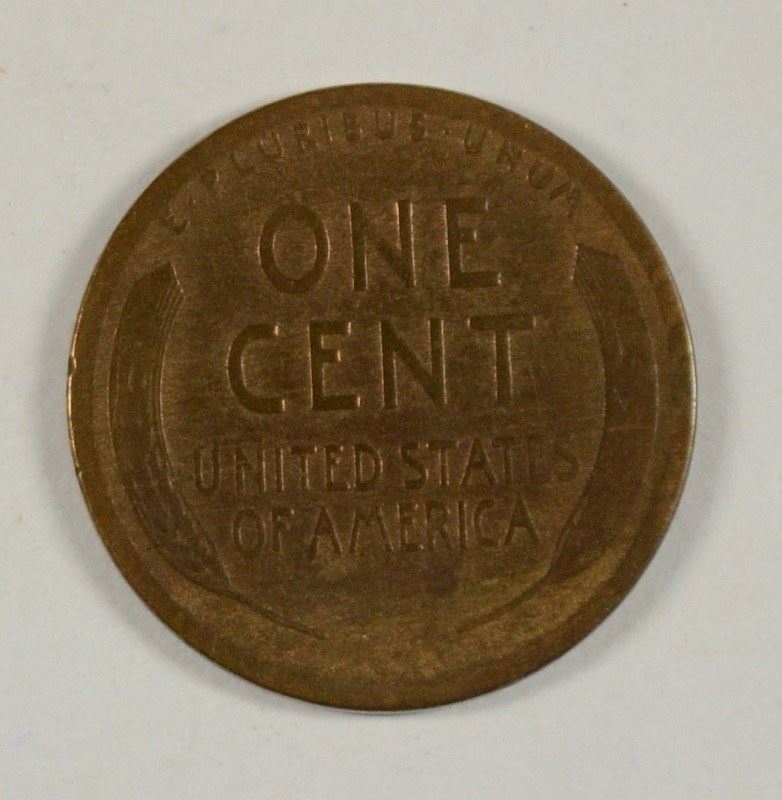 E·PLURIBUS·UNUM
ONE
CENT
UNITED STATES
OF AMERICA